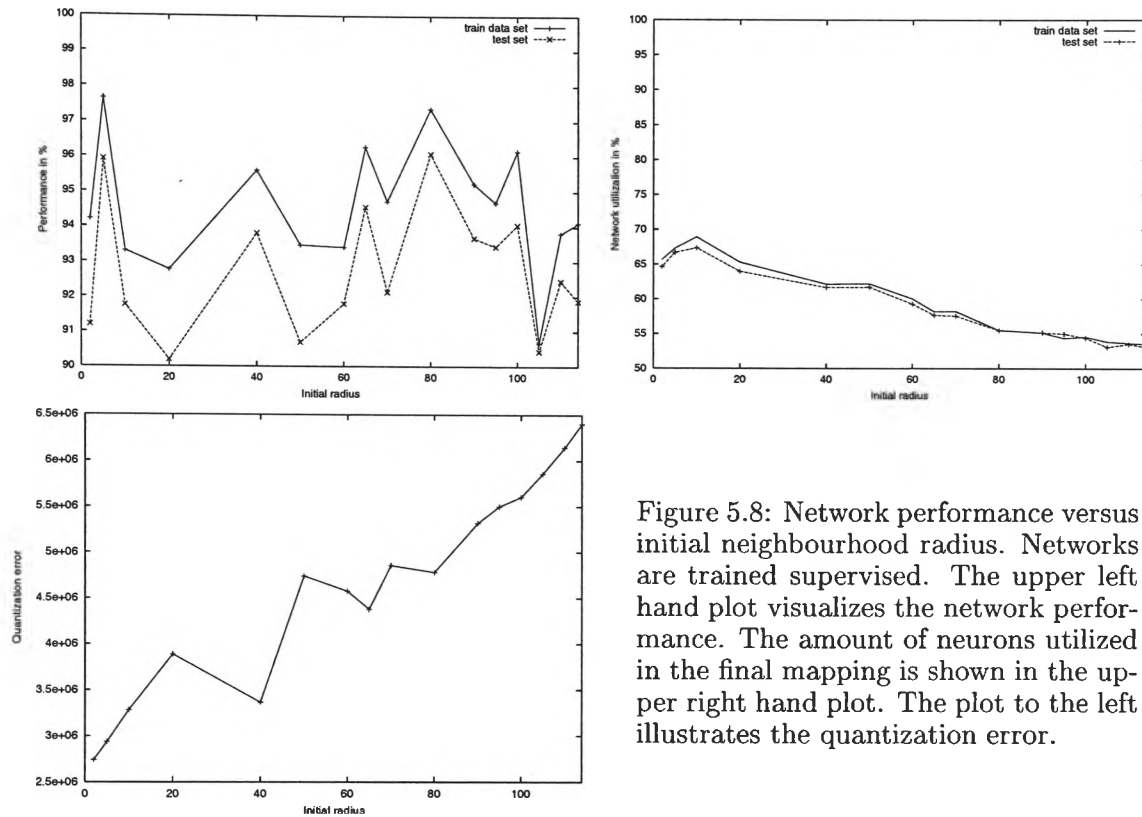 100
99
98
97
96
95
94
93
92
91
90
Performance in %
train data set
test set
0
20
40
60
80
100
Initial radius
100
95
90
85
80
75
70
65
60
55
50
Network utilization in %
train data set
test set
0
20
40
60
80
100
Initial radius
6.5e+06
6e+06
5.5e+06
5e+06
4.5e+06
4e+06
3.5e+06
3e+06
2.5e+06
Quantization error
0
20
40
60
80
100
Initial radius
Figure 5.8: Network performance versus
initial neighbourhood radius. Networks
are trained supervised. The upper left
hand plot visualizes the network perfor-
mance. The amount of neurons utilized
in the final mapping is shown in the up-
per right hand plot. The plot to the left
illustrates the quantization error.